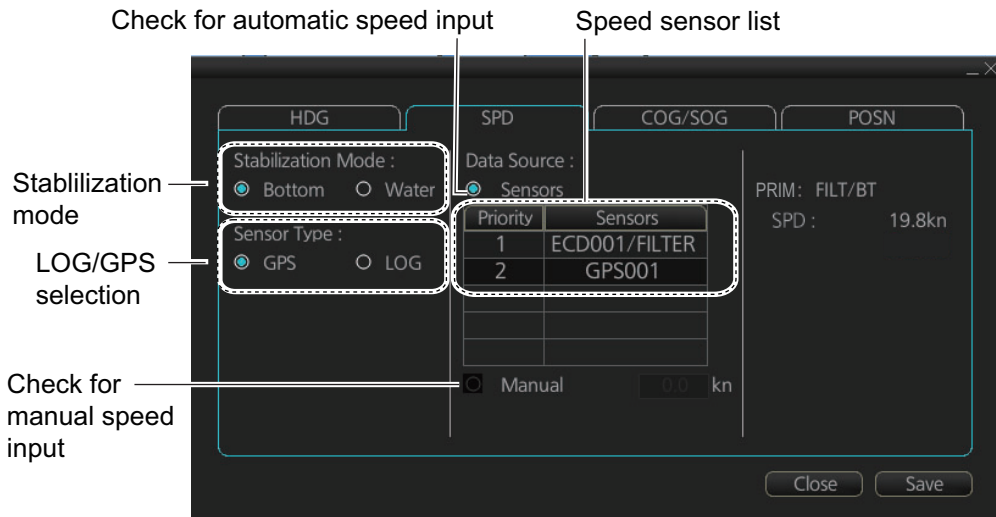 Check for automatic speed input
Speed sensor list
HDG
SPD
COG/SOG
POSN
Stabilization Mode :
Bottom
Water
Data Source :
Sensors
Stablilization
mode
PRIM: FILT/BT
SPD :
19.8kn
Priority
Sensors
1
ECD001/FILTER
2
GPS001
Sensor Type :
GPS
LOG
LOG/GPS
selection
Manual
0.0
kn
Check for
manual speed
input
Close
Save